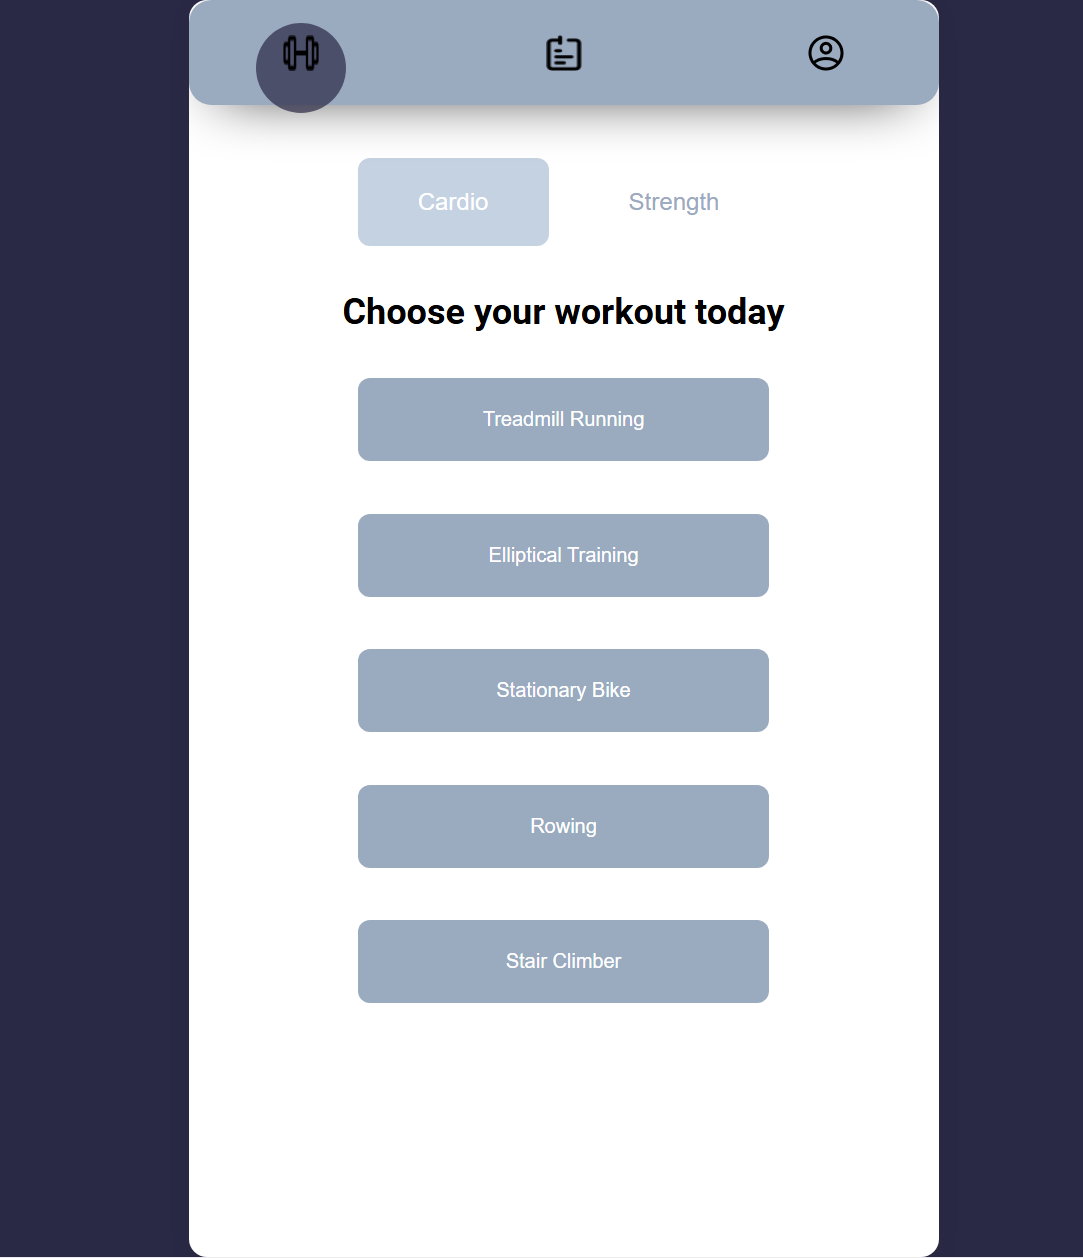 Cardio
Strength
Choose your workout today
Treadmill Running
Elliptical Training
Stationary Bike
Rowing
Stair Climber